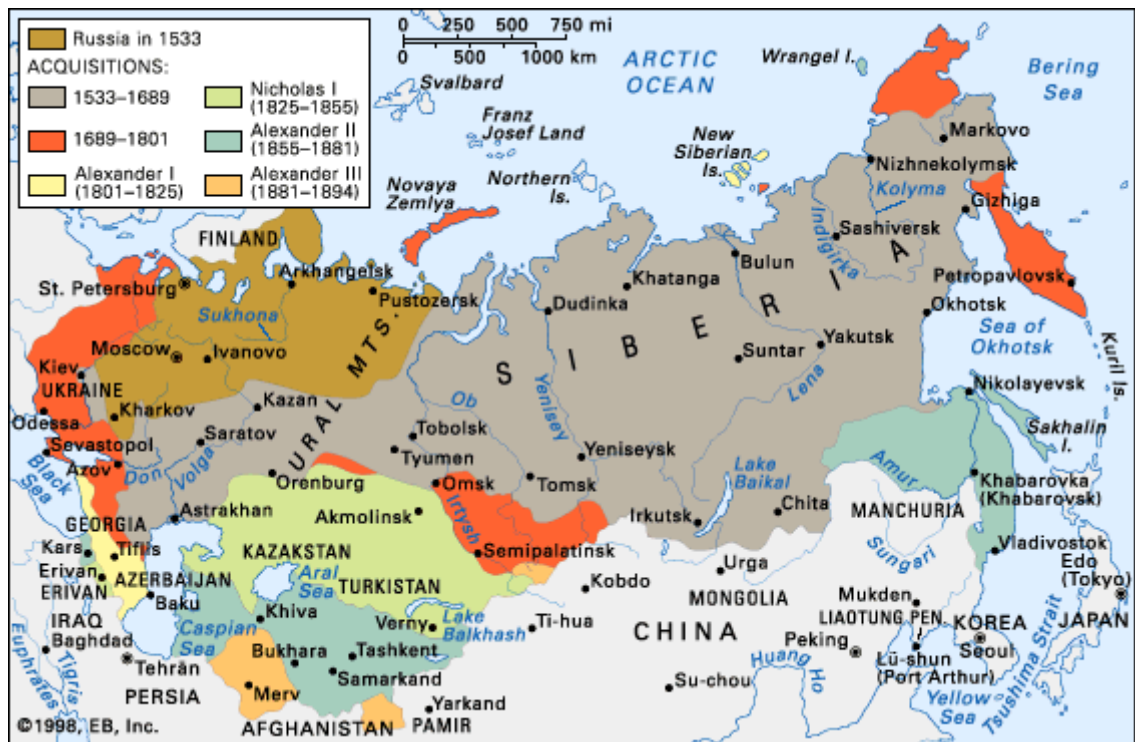 Russia in 1533
ACQUISITIONS:
1533–1689
1689–1801
Alexander I
(1801–1825)
Nicholas I
(1825–1855)
Alexander II
(1855–1881)
Alexander III
(1881–1894)
0 250 500 750 mi
0 500 1000 km
ARCTIC
OCEAN
Wrangel I.
Bering
Sea
Svalbard
Franz
Josef Land
New
Siberian
Is.
Northern
Is.
Novaya
Zemlya
Markovo
Nizhnekolymsk
Kolyma
Gizhiga
Indigirka
Sashiversk
FINLAND
St. Petersburg
Arkhangelsk
Pustozersk
Sukhona
Moscow
Ivanovo
Kiev
UKRAINE
Kharkov
Odessa
Sevastopol
Azov
Black
Sea
Don
Volga
Saratov
Kazan
URAL MTS.
SIBERIA
Khatanga
Dudinka
Bulun
Petropavlovsk
Okhotsk
Sea of
Okhotsk
Kuril Is.
Yakutsk
Suntar
Lena
Ob
Yenisey
Tobolsk
Tyumen
Yeniseysk
Tomsk
Omsk
Irtysh
Orenburg
Astrakhan
Akmolinsk
Semipalatinsk
Lake
Baikal
Irkutsk
Chita
Nikolayevsk
Sakhalin
I.
Amur
Khabarovka
(Khabarovsk)
MANCHURIA
Sungari
Vladivostok
Edo
(Tokyo)
JAPAN
GEORGIA
Kars
Tiflis
Erivan
ERIVAN
AZERBAIJAN
Baku
KAZAKSTAN
Aral
Sea
TURKISTAN
Khiva
Verny
Lake
Balkhash
Caspian
Sea
Bukhara
Tashkent
Samarkand
Merv
IRAQ
Baghdad
Euphrates
Tigris
Tehrān
PERSIA
AFGHANISTAN
PAMIR
Yarkand
Kobdo
Ti-hua
Urga
MONGOLIA
CHINA
Su-chou
Huang Ho
Peking
Mukden
LIAOTUNG PEN.
Lü-shun
(Port Arthur)
KOREA
Seoul
Yellow
Sea
Tsushima Strait
©1998, EB, Inc.